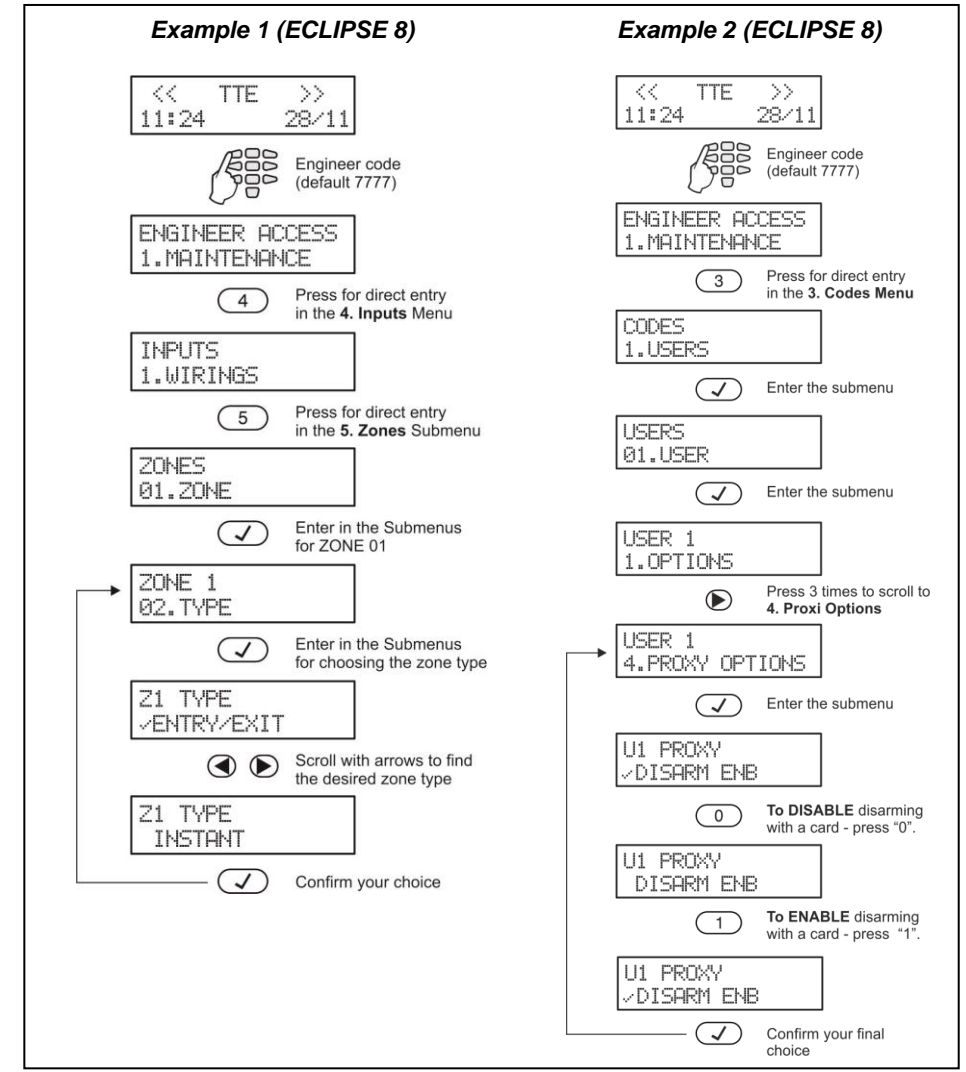 Example 1 (ECLIPSE 8)
<< TTE >>
11:24 28/11
Engineer code
(default 7777)
ENGINEER ACCESS
1.MAINTENANCE
4
Press for direct entry
in the 4. Inputs Menu
INPUTS
1.WIRINGS
5
Press for direct entry
in the 5. Zones Submenu
ZONES
01.ZONE
Enter in the Submenus
for ZONE 01
ZONE 1
02.TYPE
Enter in the Submenus
for choosing the zone type
Z1 TYPE
✓ENTRY/EXIT
Scroll with arrows to find
the desired zone type
Z1 TYPE
INSTANT
Confirm your choice
Example 2 (ECLIPSE 8)
<< TTE >>
11:24 28/11
Engineer code
(default 7777)
ENGINEER ACCESS
1.MAINTENANCE
3
Press for direct entry
in the 3. Codes Menu
CODES
1.USERS
Enter the submenu
USERS
01.USER
Enter the submenu
USER 1
1.OPTIONS
Press 3 times to scroll to
4. Proxi Options
USER 1
4.PROXY OPTIONS
Enter the submenu
U1 PROXY
✓DISARM ENB
0
To DISABLE disarming
with a card - press “0”.
U1 PROXY
DISARM ENB
1
To ENABLE disarming
with a card - press “1”.
U1 PROXY
✓DISARM ENB
Confirm your final
choice